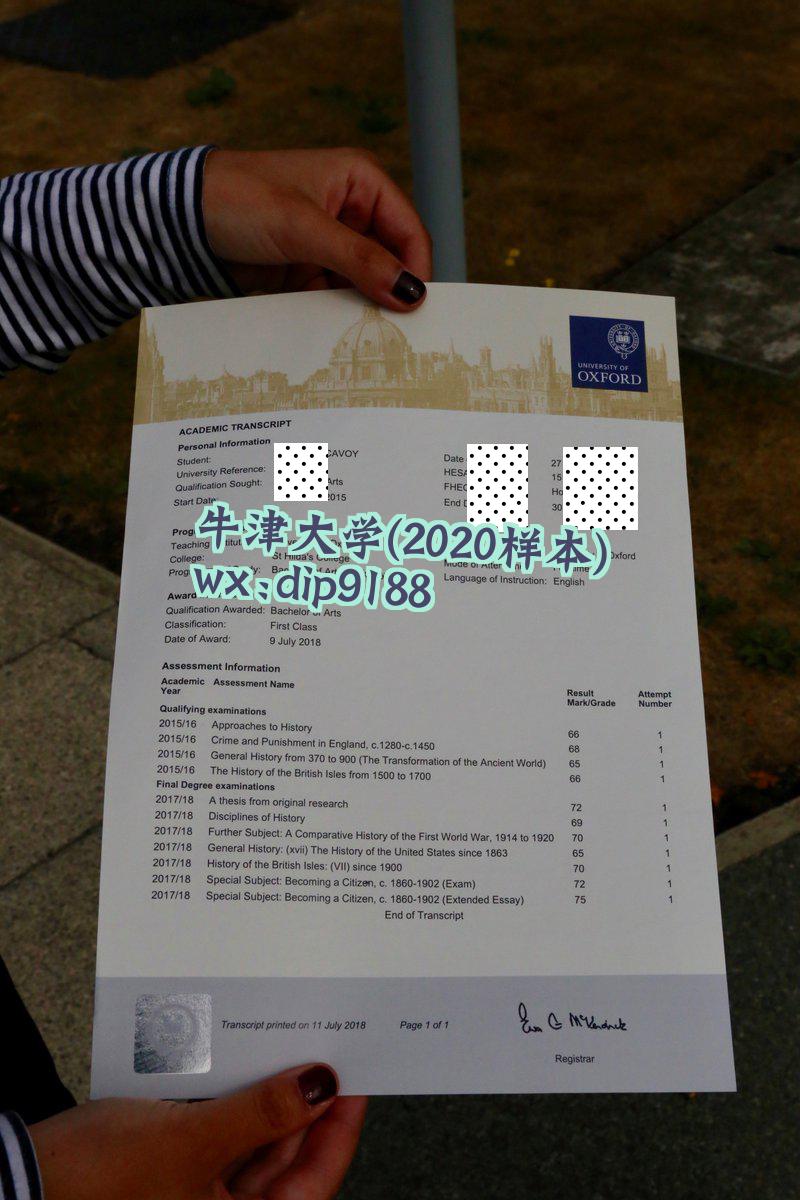 UNIVERSITY OF
OXFORD
ACADEMIC TRANSCRIPT
Personal Information
Student: CAVOY Date 27
University Reference: HESA 15
Qualification Sought: Arts FHEQ Ho
Start Date: 2015 End D 30
牛津大学(2020样本)
wx:dip9188
Teaching
College: St Hilda's College
Oxford
Language of Instruction: English
Qualification Awarded: Bachelor of Arts
Classification: First Class
Date of Award: 9 July 2018
Assessment Information
Academic Year Assessment Name Result Mark/Grade Attempt Number
Qualifying examinations
2015/16 Approaches to History 66 1
2015/16 Crime and Punishment in England, c.1280-c.1450 68 1
2015/16 General History from 370 to 900 (The Transformation of the Ancient World) 65 1
2015/16 The History of the British Isles from 1500 to 1700 66 1
Final Degree examinations
2017/18 A thesis from original research 72 1
2017/18 Disciplines of History 69 1
2017/18 Further Subject: A Comparative History of the First World War, 1914 to 1920 70 1
2017/18 General History: (xvii) The History of the United States since 1863 65 1
2017/18 History of the British Isles: (VII) since 1900 70 1
2017/18 Special Subject: Becoming a Citizen, c. 1860-1902 (Exam) 72 1
2017/18 Special Subject: Becoming a Citizen, c. 1860-1902 (Extended Essay) 75 1
End of Transcript
Transcript printed on 11 July 2018 Page 1 of 1
Registrar